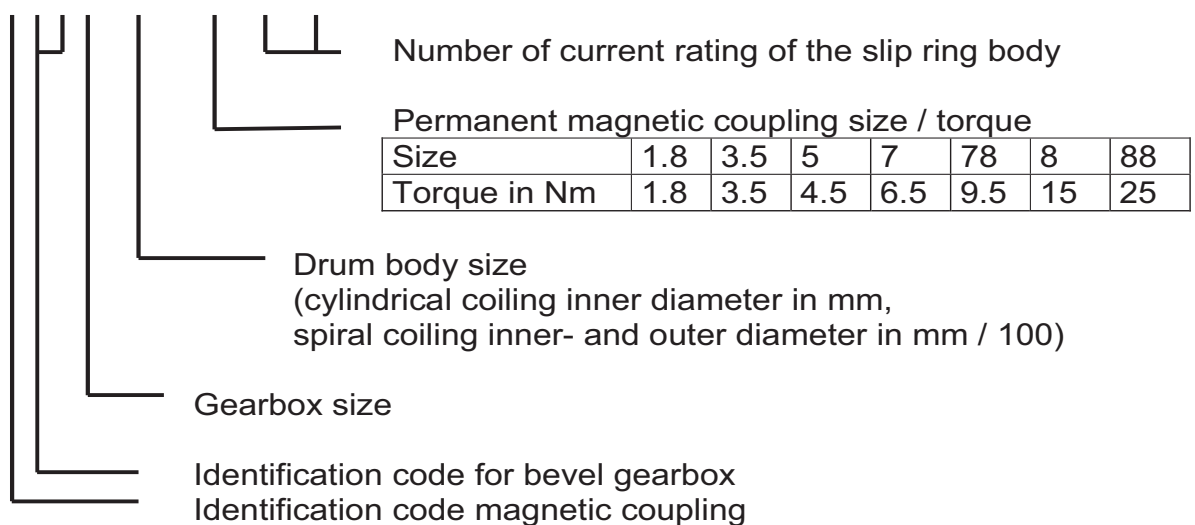 Number of current rating of the slip ring body
Permanent magnetic coupling size / torque
Size 1.8 3.5 5 7 78 8 88
Torque in Nm 1.8 3.5 4.5 6.5 9.5 15 25
Drum body size
(cylindrical coiling inner diameter in mm,
spiral coiling inner- and outer diameter in mm / 100)
Gearbox size
Identification code for bevel gearbox
Identification code magnetic coupling